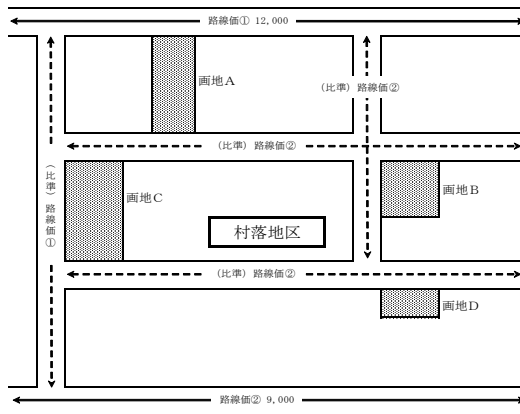 路線価① 12,000
画地A
(比準) 路線価②
(比準) 路線価②
(比準) 路線価①
画地C
画地B
村落地区
(比準) 路線価②
画地D
路線価② 9,000